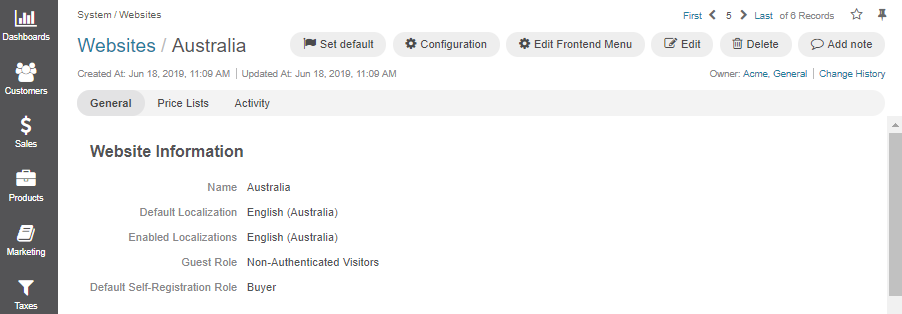 Dashboards
Customers
Sales
Products
Marketing
Taxes
System / Websites
First 5 Last of 6 Records
Websites / Australia
Set default Configuration Edit Frontend Menu Edit Delete Add note
Created At: Jun 18, 2019, 11:09 AM | Updated At: Jun 18, 2019, 11:09 AM
Owner: Acme, General | Change History
General Price Lists Activity
Website Information
Name Australia
Default Localization English (Australia)
Enabled Localizations English (Australia)
Guest Role Non-Authenticated Visitors
Default Self-Registration Role Buyer